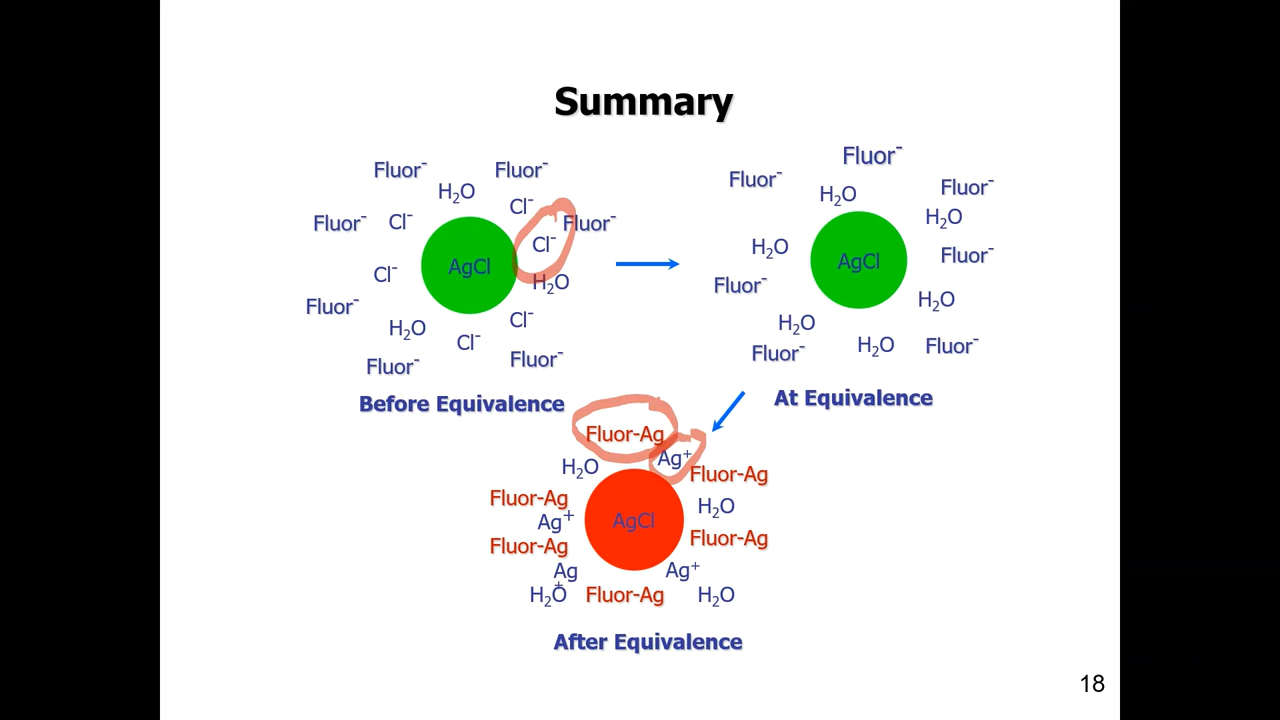 Summary
Fluor⁻ Fluor⁻
H₂O
Cl⁻
Fluor⁻ Cl⁻ Fluor⁻
Cl⁻
AgCl
Cl⁻
H₂O
Fluor⁻
Cl⁻
H₂O
Cl⁻
Fluor⁻ Fluor⁻
Before Equivalence
Fluor⁻
Fluor⁻ Fluor⁻
H₂O
H₂O
H₂O Fluor⁻
AgCl
Fluor⁻ H₂O
H₂O
Fluor⁻ H₂O Fluor⁻
At Equivalence
Fluor-Ag
H₂O Ag⁺
Fluor-Ag
Fluor-Ag H₂O
Ag⁺ AgCl
Fluor-Ag Fluor-Ag
Ag⁺ Ag⁺
H₂O Fluor-Ag H₂O
After Equivalence
18